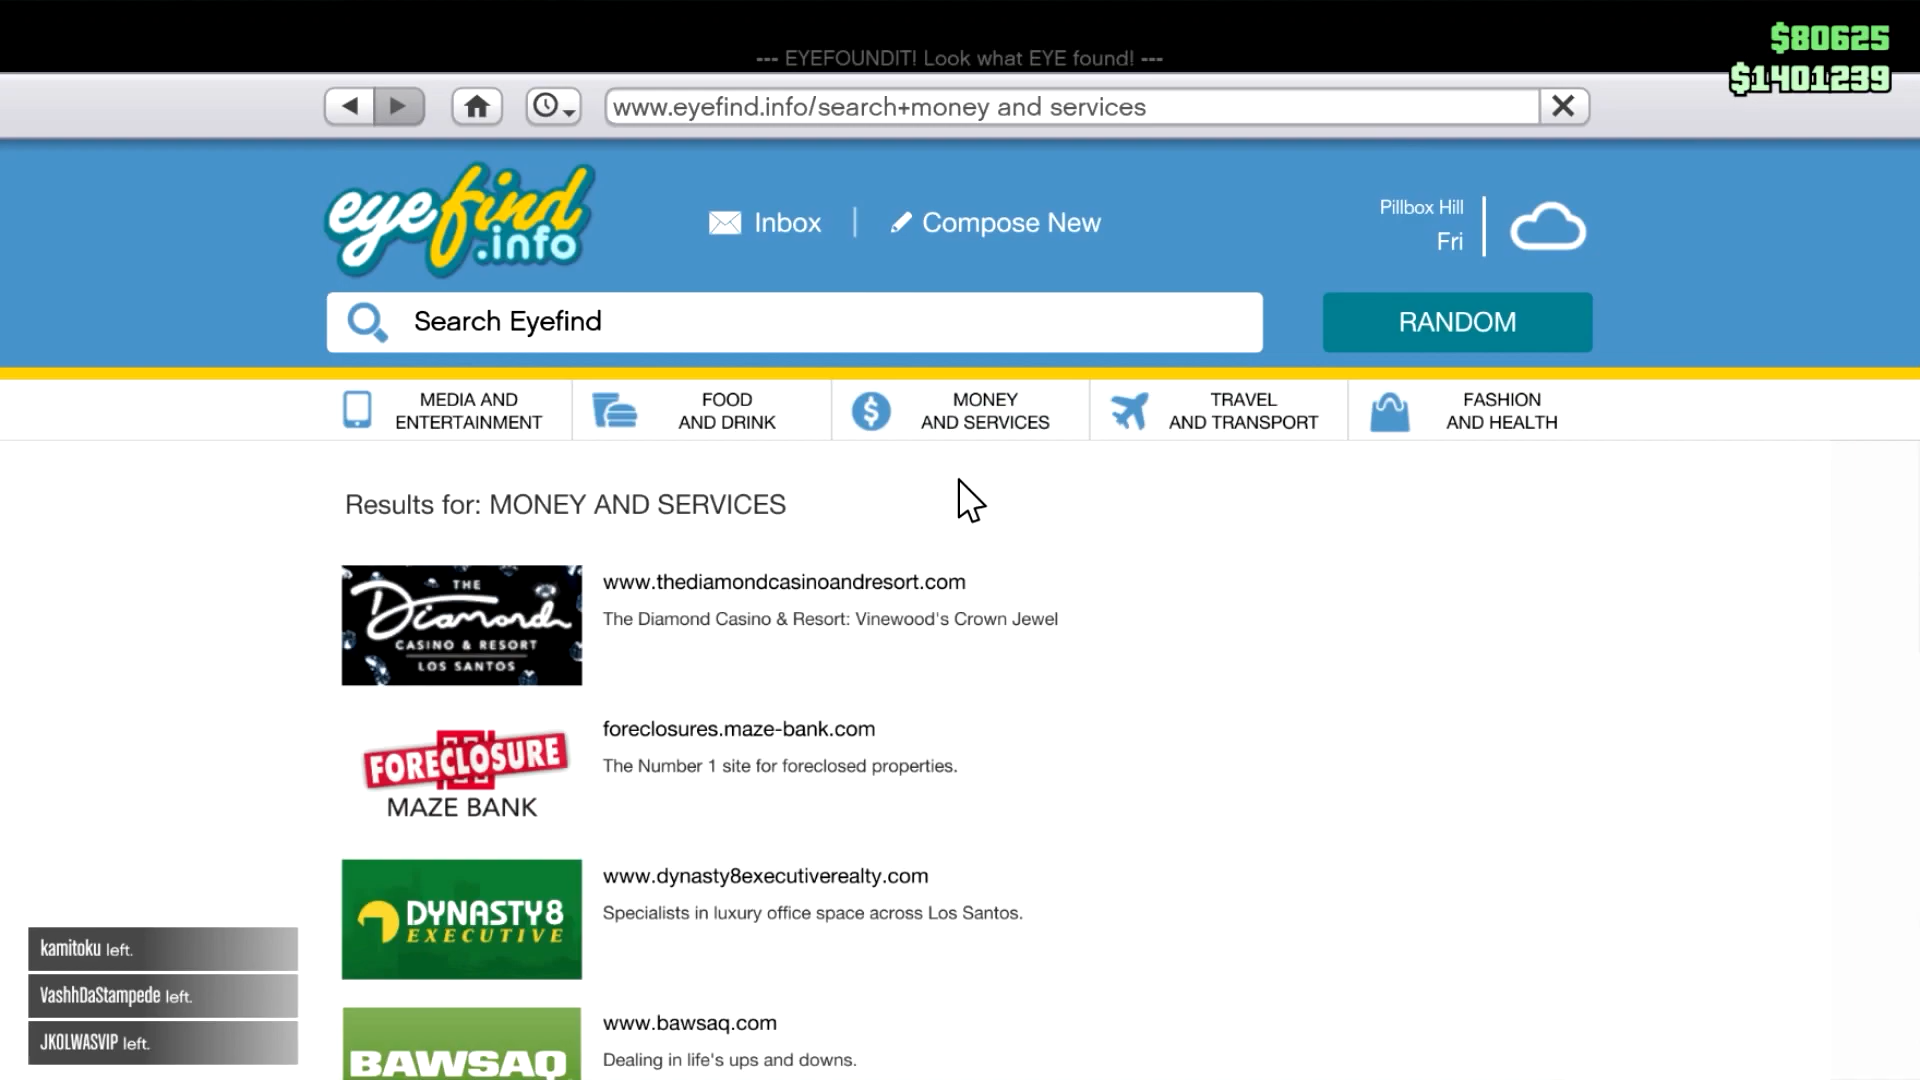 $80625
--- EYEFOUNDIT! Look what EYE found! ---
$1401239
www.eyefind.info/search+money and services
eyefind
.info
Inbox
Compose New
Pillbox Hill
Fri
Search Eyefind
RANDOM
MEDIA AND
ENTERTAINMENT
FOOD
AND DRINK
MONEY
AND SERVICES
TRAVEL
AND TRANSPORT
FASHION
AND HEALTH
Results for: MONEY AND SERVICES
THE
Diamond
CASINO & RESORT
LOS SANTOS
www.thediamondcasinoandresort.com
The Diamond Casino & Resort: Vinewood's Crown Jewel
FORECLOSURE
MAZE BANK
foreclosures.maze-bank.com
The Number 1 site for foreclosed properties.
DYNASTY8
EXECUTIVE
www.dynasty8executiverealty.com
Specialists in luxury office space across Los Santos.
BAWSAQ
www.bawsaq.com
Dealing in life's ups and downs.
kamitoku left.
VashhDaStampede left.
JKOLWASVIP left.